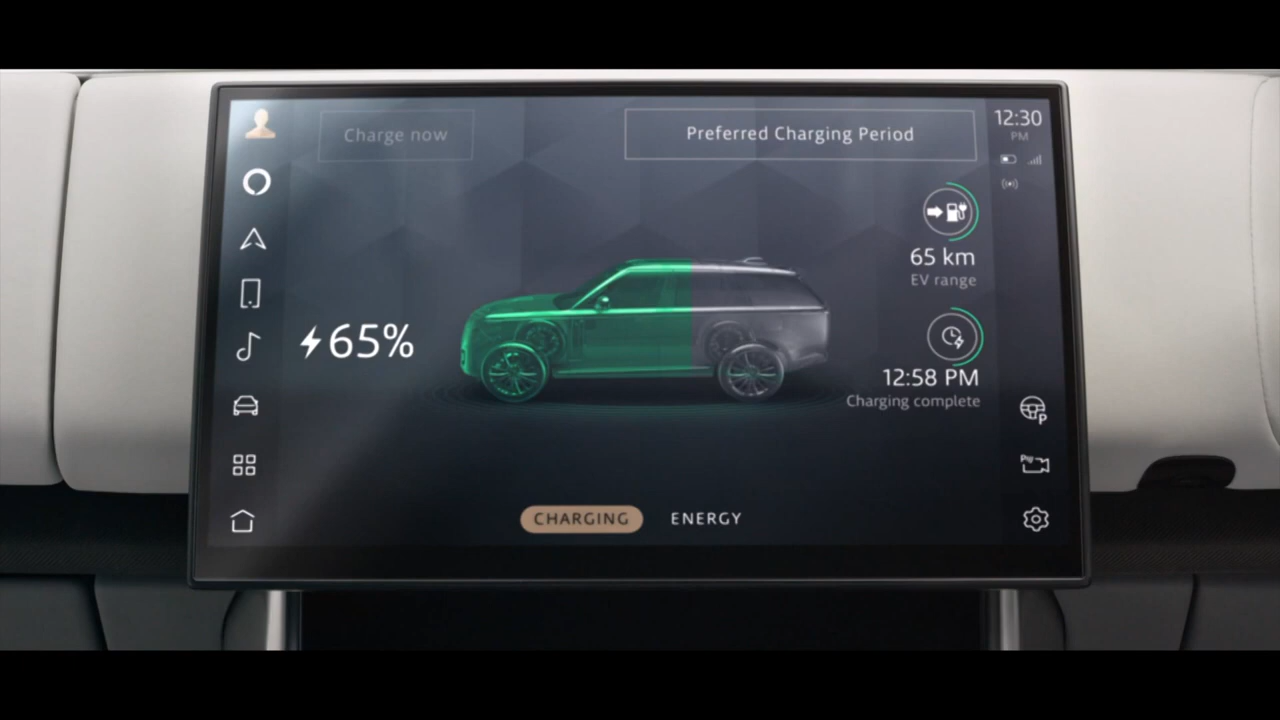 Charge now
Preferred Charging Period
12:30
PM
65 km
EV range
65%
12:58 PM
Charging complete
P
CHARGING
ENERGY